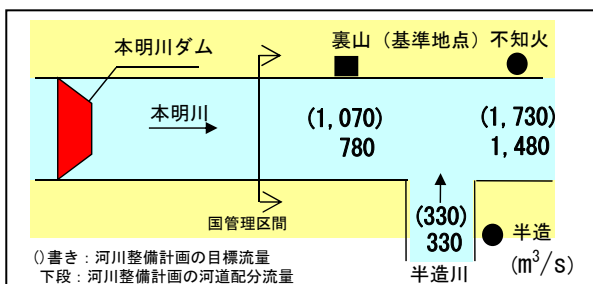 本明川ダム
裏山（基準地点）
不知火
本明川
(1,070)
780
(1,730)
1,480
国管理区間
(330)
330
半造
(m³/s)
半造川
()書き：河川整備計画の目標流量
下段：河川整備計画の河道配分流量